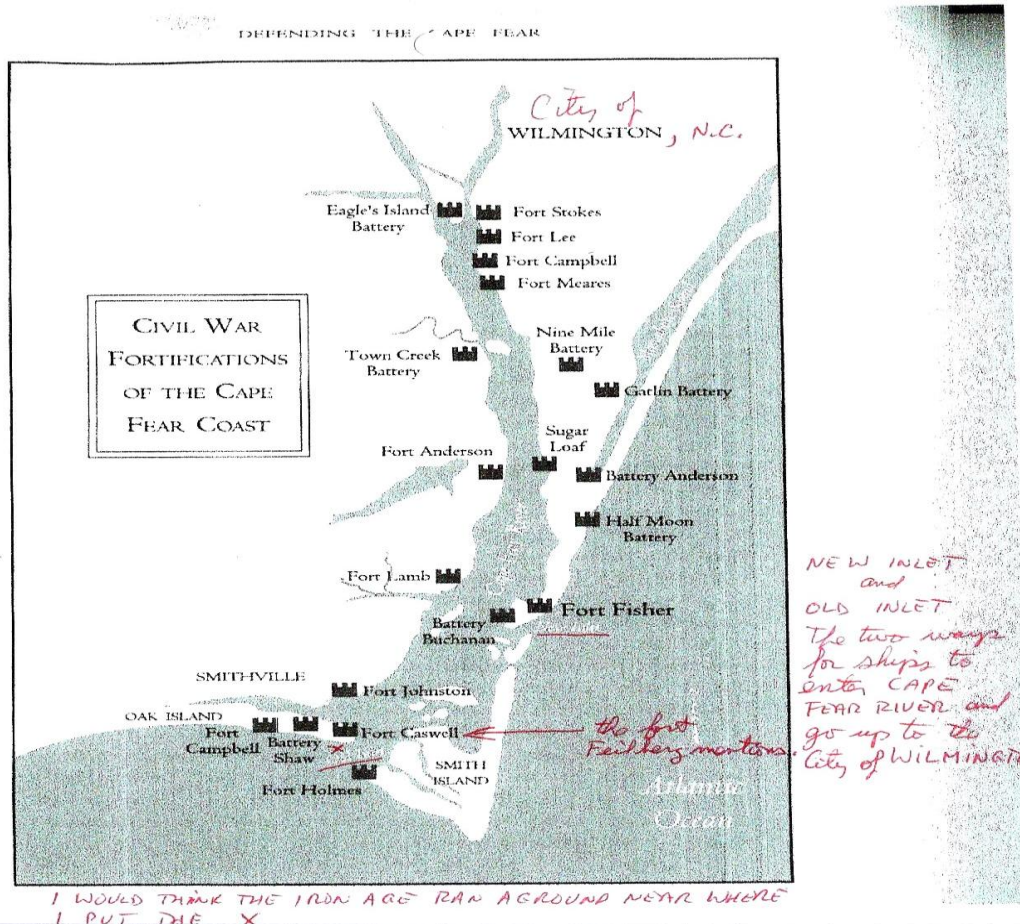 DEFENDING THE CAPE FEAR
City of
WILMINGTON, N.C.
Eagle's Island
Battery
Fort Stokes
Fort Lee
Fort Campbell
Fort Meares
CIVIL WAR
FORTIFICATIONS
OF THE CAPE
FEAR COAST
Nine Mile
Battery
Town Creek
Battery
Gatlin Battery
Sugar
Loaf
Fort Anderson
Battery Anderson
Half Moon
Battery
Fort Lamb
Fort Fisher
Battery
Buchanan
NEW INLET
and
OLD INLET
The two ways
for ships to
enter CAPE
FEAR RIVER and
go up to the
City of WILMINGT
SMITHVILLE
Fort Johnston
OAK ISLAND
Fort
Campbell
Battery
Shaw
X
Fort Caswell
the fort
Feilberg mentions.
SMITH
ISLAND
Fort Holmes
Atlantic
Ocean
I WOULD THINK THE IRON AGE RAN AGROUND NEAR WHERE
I PUT THE X